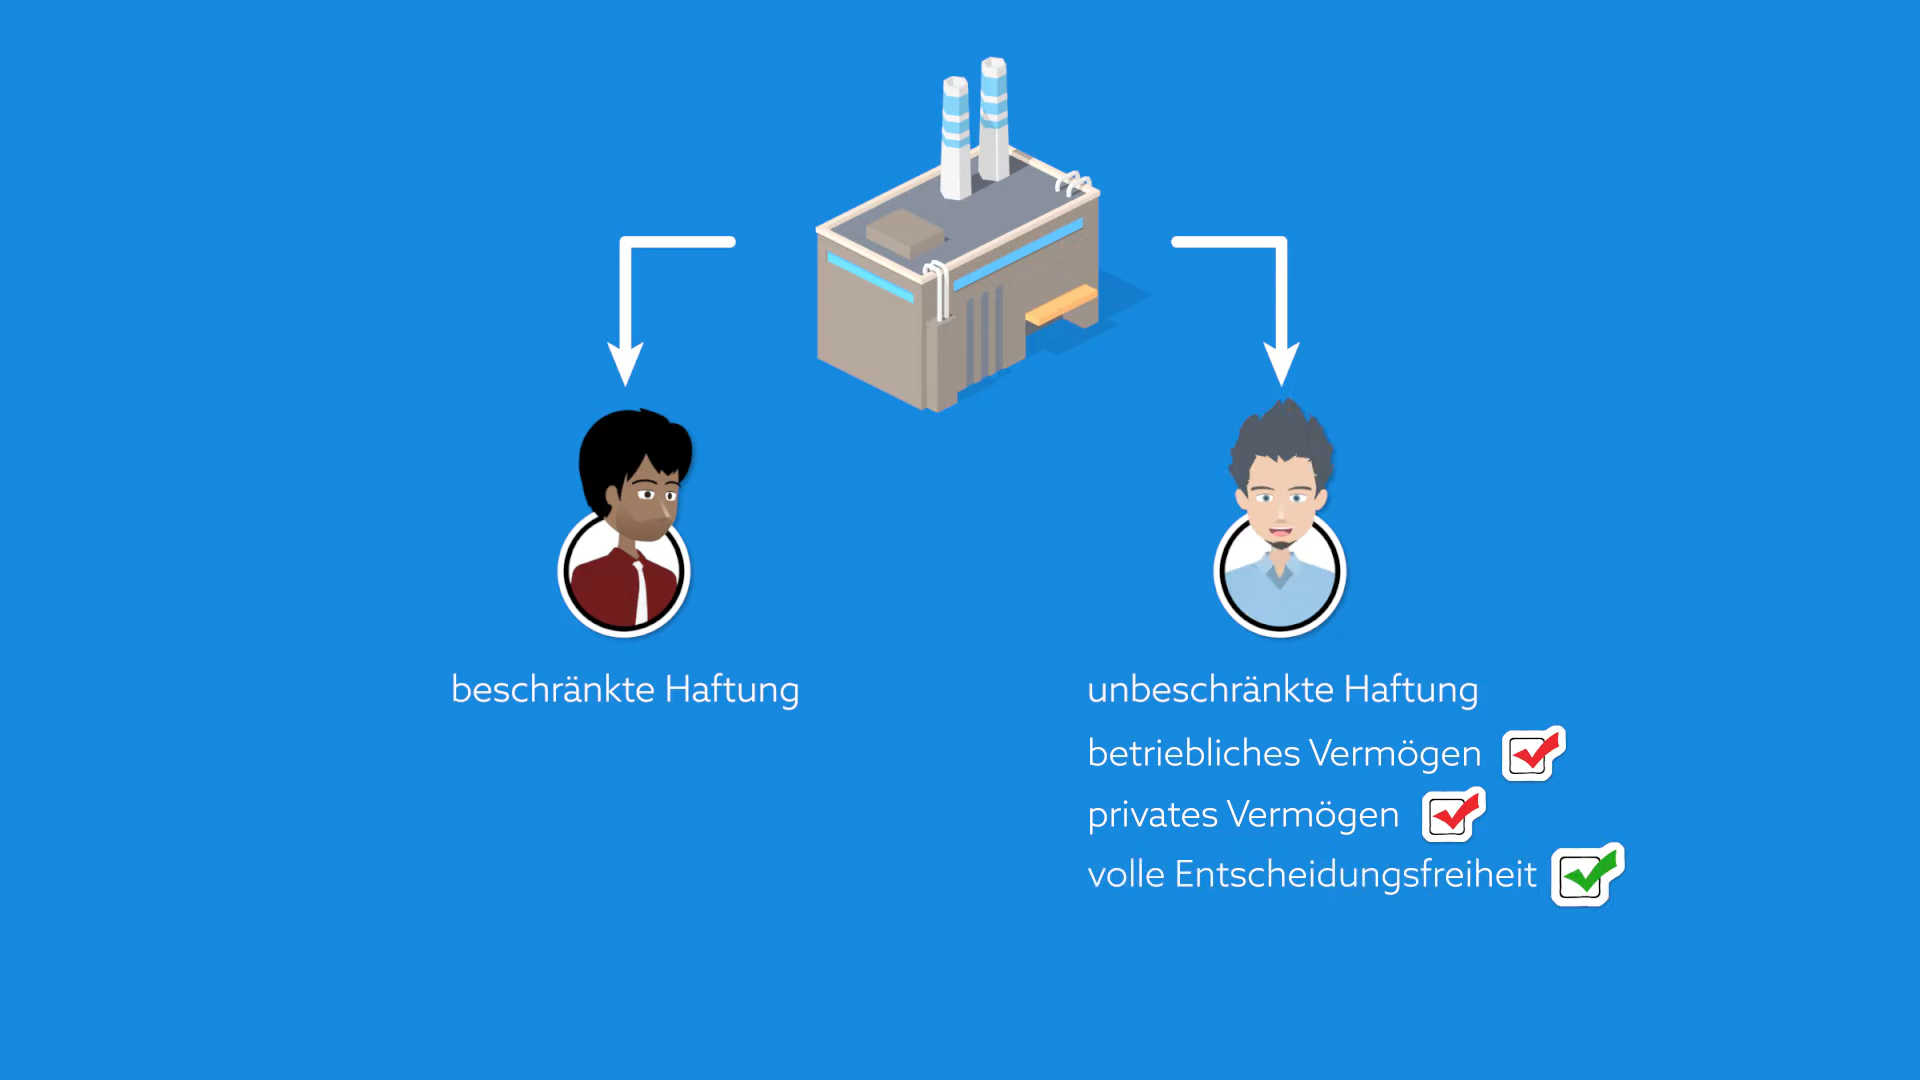 beschränkte Haftung
unbeschränkte Haftung
betriebliches Vermögen
privates Vermögen
volle Entscheidungsfreiheit